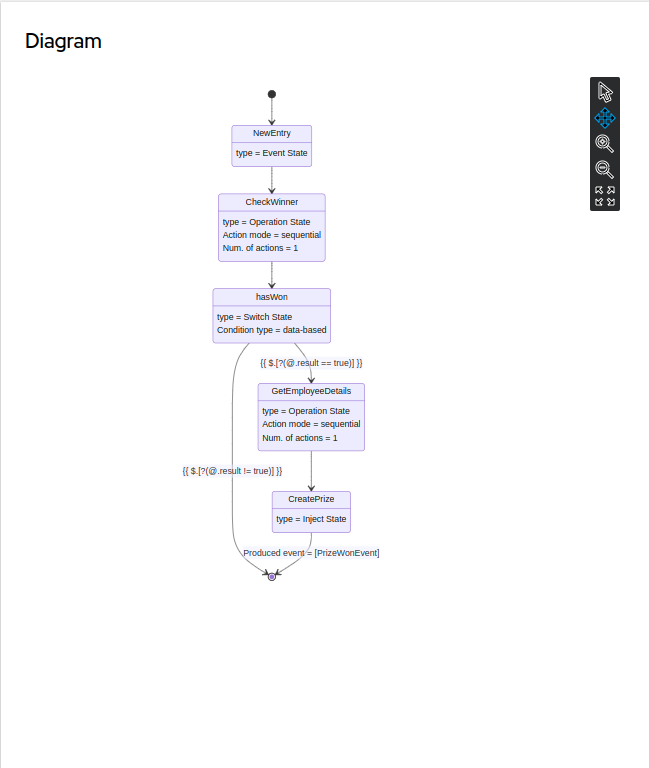 Diagram
NewEntry
type = Event State
CheckWinner
type = Operation State
Action mode = sequential
Num. of actions = 1
hasWon
type = Switch State
Condition type = data-based
{{ $.[?(@.result == true)] }}
GetEmployeeDetails
type = Operation State
Action mode = sequential
Num. of actions = 1
{{ $.[?(@.result != true)] }}
CreatePrize
type = Inject State
Produced event = [PrizeWonEvent]